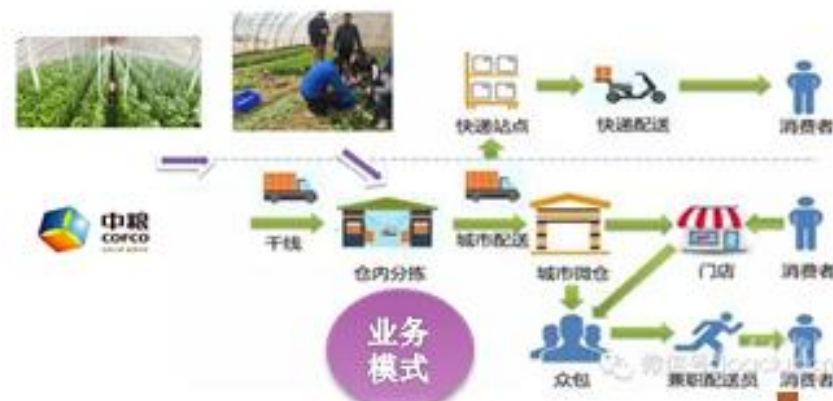 快递站点
快递配送
消费者
中粮
COFCO
干线
仓内分拣
城市配送
城市微仓
门店
消费者
业务
模式
众包
兼职配送员
消费者